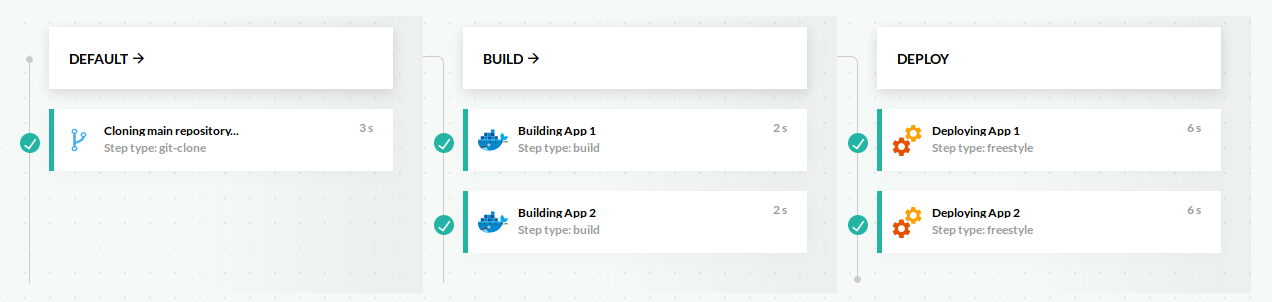 DEFAULT →
Cloning main repository...
3 s
Step type: git-clone
BUILD →
Building App 1
2 s
Step type: build
Building App 2
2 s
Step type: build
DEPLOY
Deploying App 1
6 s
Step type: freestyle
Deploying App 2
6 s
Step type: freestyle